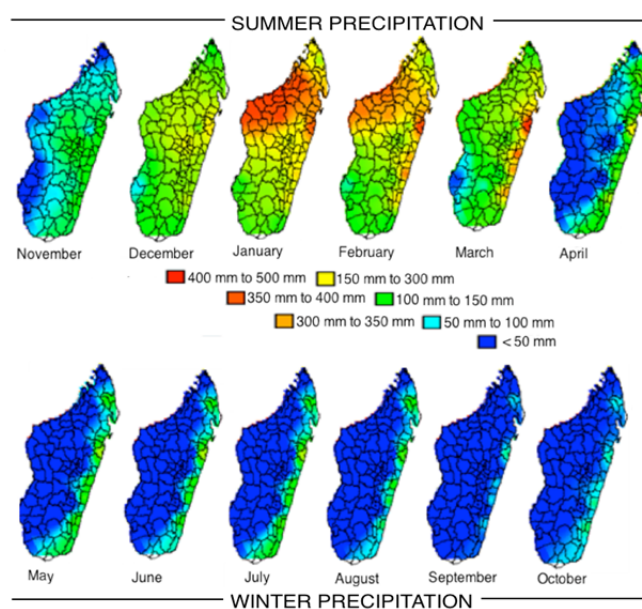 SUMMER PRECIPITATION
November December January February March April
400 mm to 500 mm 150 mm to 300 mm
350 mm to 400 mm 100 mm to 150 mm
300 mm to 350 mm 50 mm to 100 mm
< 50 mm
May June July August September October
WINTER PRECIPITATION